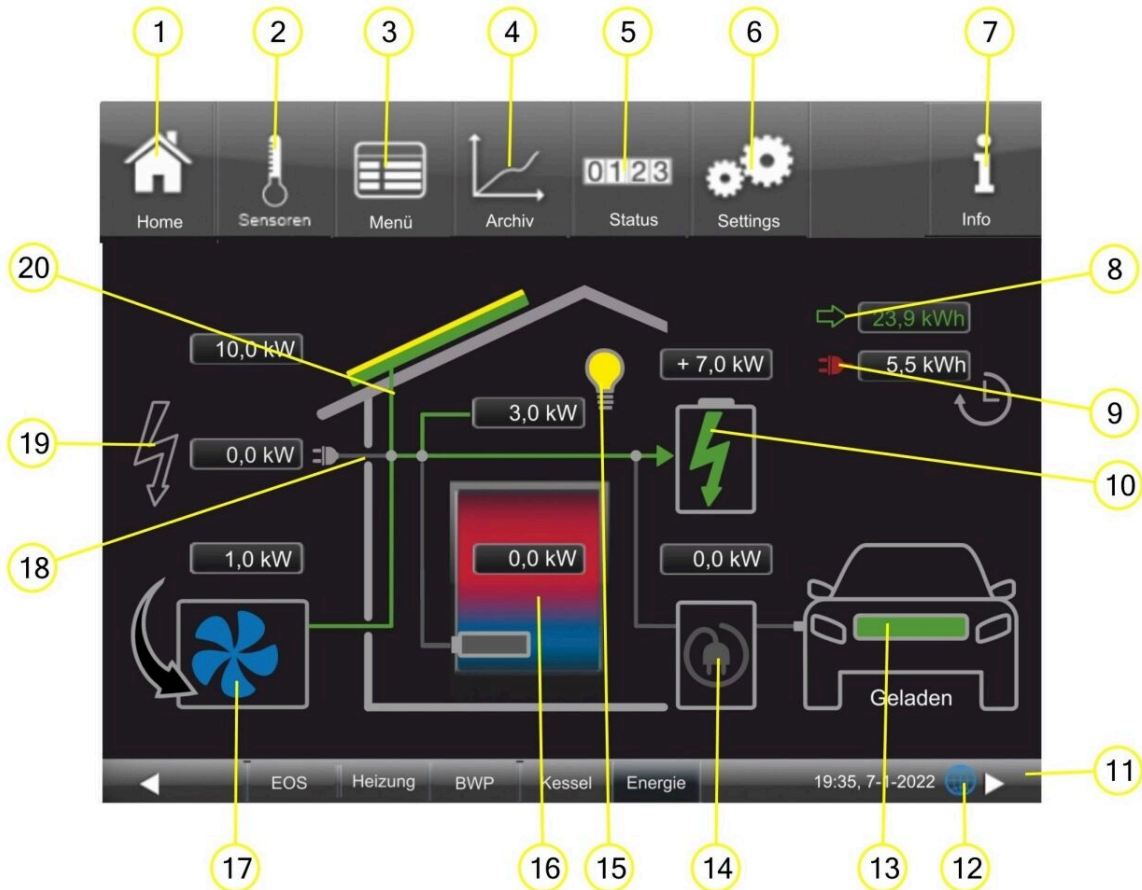 1 2 3 4 5 6 7
0123
Home Sensoren Menü Archiv Status Settings Info
20
8
23,9 kWh
10,0 kW
+ 7,0 kW
5,5 kWh
3,0 kW
9
19
0,0 kW
10
1,0 kW
0,0 kW
0,0 kW
18
Geladen
11
EOS Heizung BWP Kessel Energie 19:35, 7-1-2022
17 16 15 14 13 12